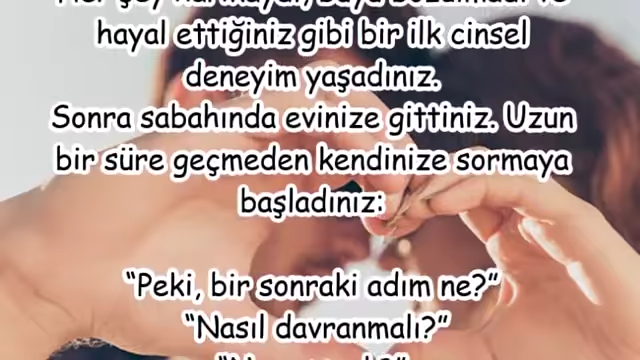 hayal ettiğiniz gibi bir ilk cinsel
deneyim yaşadınız.
Sonra sabahında evinize gittiniz. Uzun
bir süre geçmeden kendinize sormaya
başladınız:
“Peki, bir sonraki adım ne?”
“Nasıl davranmalı?”